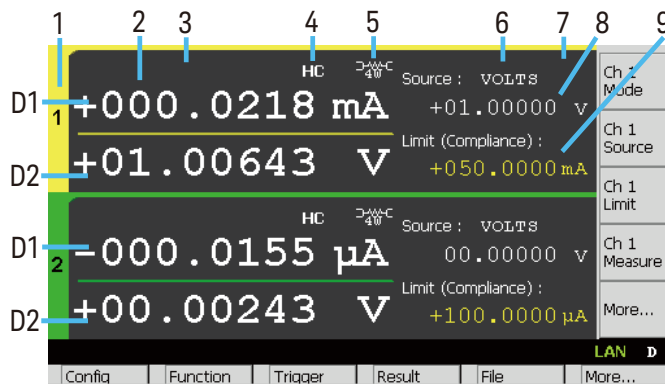 1 2 3 4 5 6 7 8 9
HC 4W Source : VOLTS
D1 +000.0218 mA +01.00000 V
1
Limit (Compliance) :
D2 +01.00643 V +050.0000 mA
HC 4W Source : VOLTS
D1 -000.0155 µA 00.00000 V
2
Limit (Compliance) :
D2 +00.00243 V +100.0000 µA
Ch 1
Mode
Ch 1
Source
Ch 1
Limit
Ch 1
Measure
More...
LAN D
Config Function Trigger Result File More...